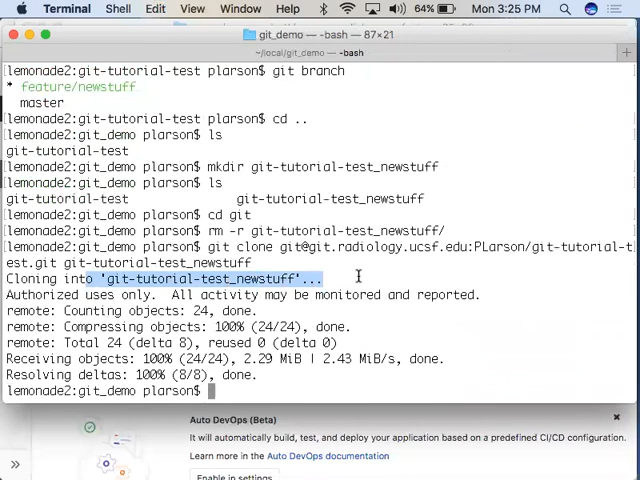 Terminal Shell Edit View Window Help 64% Mon 3:25 PM
git_demo — -bash — 87×21
~/local/git_demo — -bash
lemonade2:git-tutorial-test plarson$ git branch
* feature/newstuff
master
lemonade2:git-tutorial-test plarson$ cd ..
lemonade2:git_demo plarson$ ls
git-tutorial-test
lemonade2:git_demo plarson$ mkdir git-tutorial-test_newstuff
lemonade2:git_demo plarson$ ls
git-tutorial-test git-tutorial-test_newstuff
lemonade2:git_demo plarson$ cd git
lemonade2:git_demo plarson$ rm -r git-tutorial-test_newstuff/
lemonade2:git_demo plarson$ git clone git@git.radiology.ucsf.edu:PLarson/git-tutorial-t
est.git git-tutorial-test_newstuff
Cloning into 'git-tutorial-test_newstuff'...
Authorized uses only. All activity may be monitored and reported.
remote: Counting objects: 24, done.
remote: Compressing objects: 100% (24/24), done.
remote: Total 24 (delta 8), reused 0 (delta 0)
Receiving objects: 100% (24/24), 2.29 MiB | 2.43 MiB/s, done.
Resolving deltas: 100% (8/8), done.
lemonade2:git_demo plarson$
Auto DevOps (Beta)
It will automatically build, test, and deploy your application based on a predefined CI/CD configuration.
Learn more in Auto DevOps documentation
Enable in settings